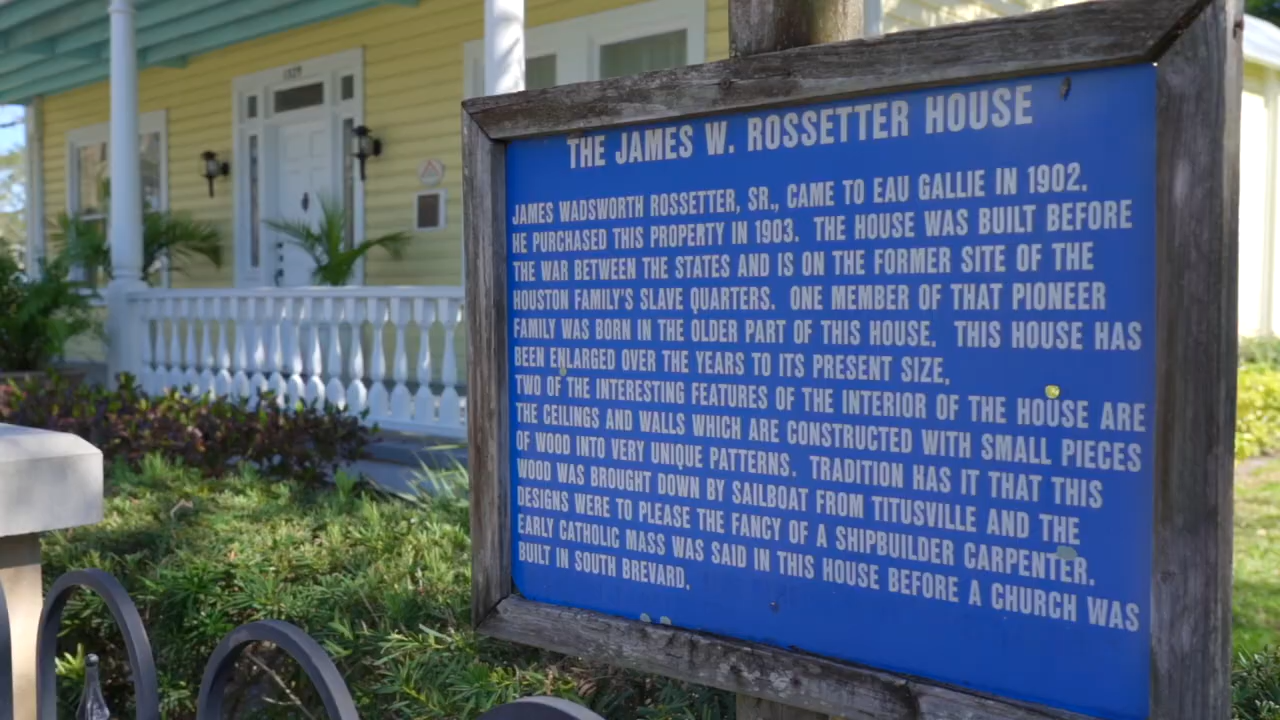 1329
THE JAMES W. ROSSETTER HOUSE
JAMES WADSWORTH ROSSETTER, SR., CAME TO EAU GALLIE IN 1902.
HE PURCHASED THIS PROPERTY IN 1903. THE HOUSE WAS BUILT BEFORE
THE WAR BETWEEN THE STATES AND IS ON THE FORMER SITE OF THE
HOUSTON FAMILY'S SLAVE QUARTERS. ONE MEMBER OF THAT PIONEER
FAMILY WAS BORN IN THE OLDER PART OF THIS HOUSE. THIS HOUSE HAS
BEEN ENLARGED OVER THE YEARS TO ITS PRESENT SIZE.
TWO OF THE INTERESTING FEATURES OF THE INTERIOR OF THE HOUSE ARE
THE CEILINGS AND WALLS WHICH ARE CONSTRUCTED WITH SMALL PIECES
OF WOOD INTO VERY UNIQUE PATTERNS. TRADITION HAS IT THAT THIS
WOOD WAS BROUGHT DOWN BY SAILBOAT FROM TITUSVILLE AND THE
DESIGNS WERE TO PLEASE THE FANCY OF A SHIPBUILDER CARPENTER.
EARLY CATHOLIC MASS WAS SAID IN THIS HOUSE BEFORE A CHURCH WAS
BUILT IN SOUTH BREVARD.